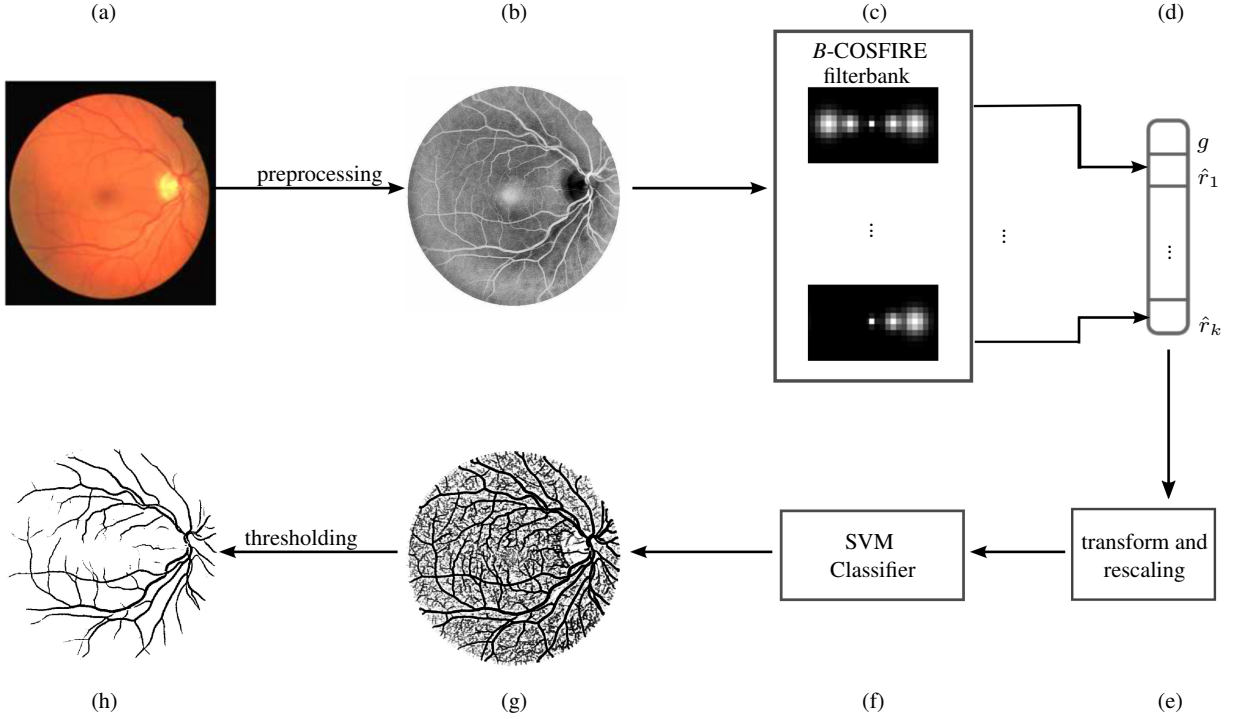 (a)
(b)
(c)
(d)
B-COSFIRE
filterbank
preprocessing
g
r̂₁
⋮
⋮
⋮
r̂ₖ
thresholding
SVM
Classifier
transform and
rescaling
(h)
(g)
(f)
(e)